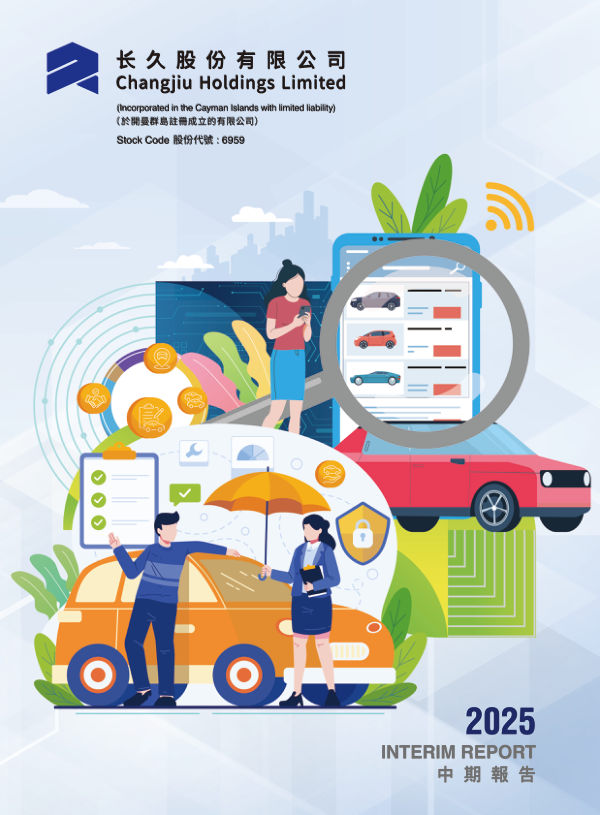 长久股份有限公司
Changjiu Holdings Limited
(Incorporated in the Cayman Islands with limited liability)
(於開曼群島註冊成立的有限公司)
Stock Code 股份代號 : 6959
2025
INTERIM REPORT
中期報告